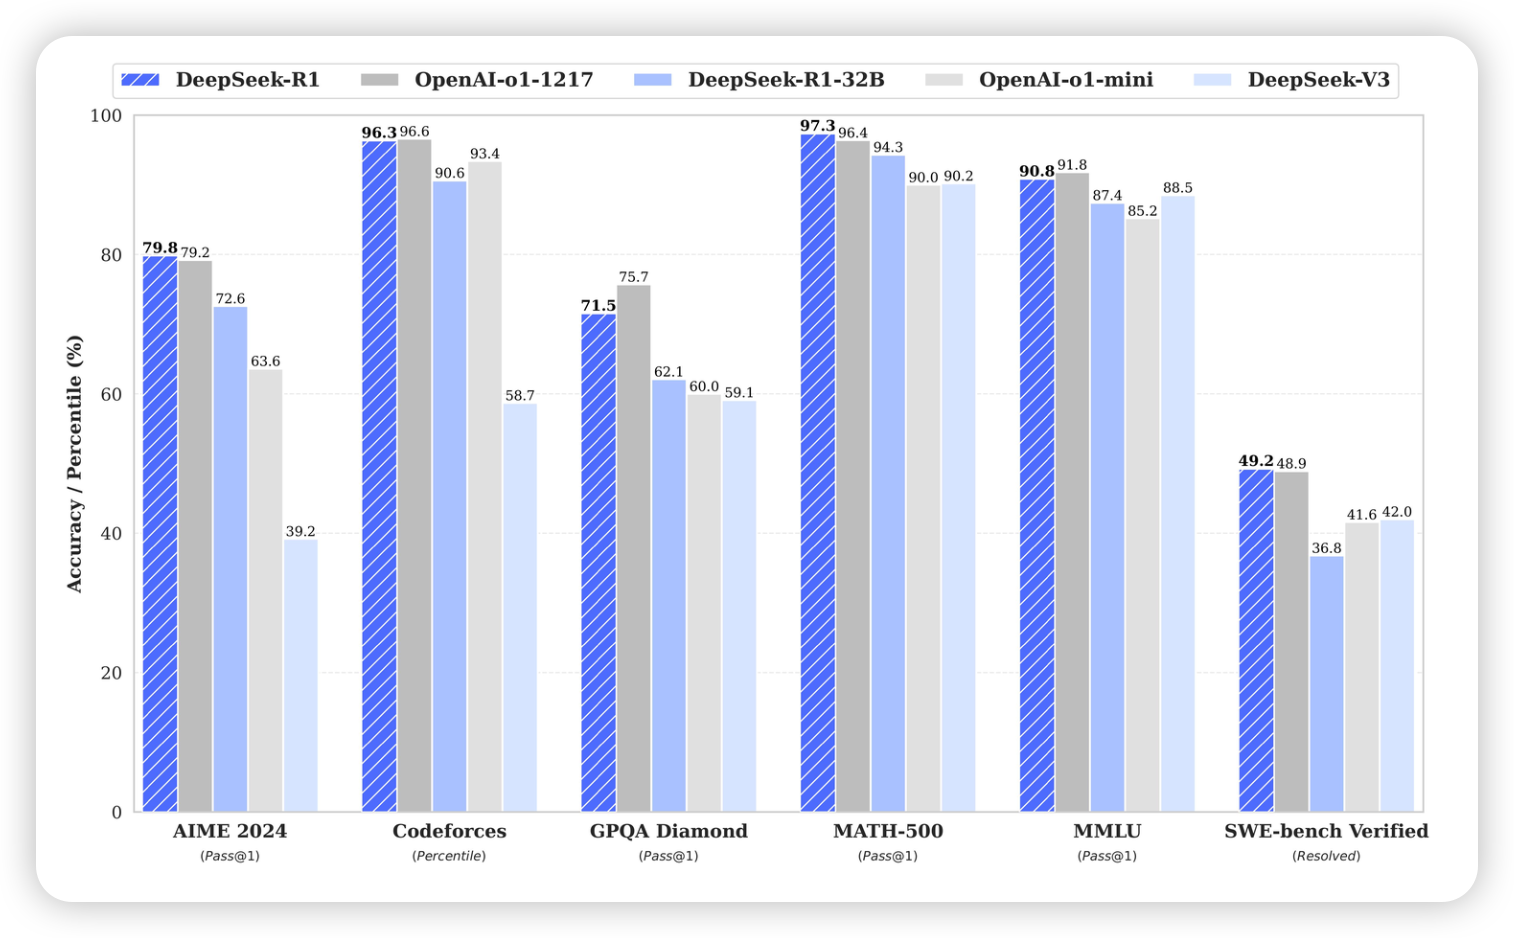 DeepSeek-R1 OpenAI-o1-1217 DeepSeek-R1-32B OpenAI-o1-mini DeepSeek-V3
Accuracy / Percentile (%)
100
80
60
40
20
0
79.8 79.2 72.6 63.6 39.2
96.3 96.6 90.6 93.4 58.7
71.5 75.7 62.1 60.0 59.1
97.3 96.4 94.3 90.0 90.2
90.8 91.8 87.4 85.2 88.5
49.2 48.9 36.8 41.6 42.0
AIME 2024 Codeforces GPQA Diamond MATH-500 MMLU SWE-bench Verified
(Pass@1) (Percentile) (Pass@1) (Pass@1) (Pass@1) (Resolved)